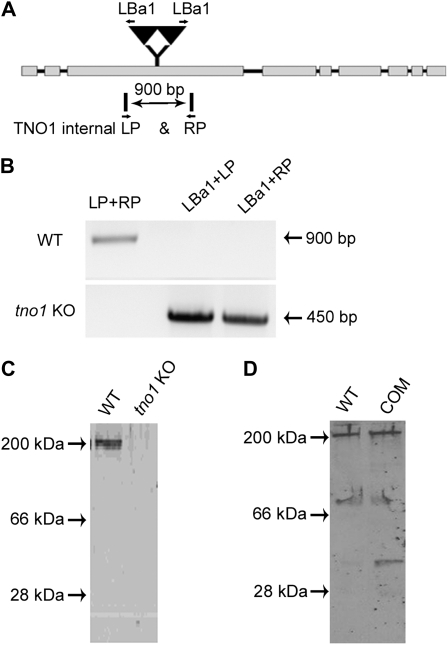 A
LBa1 LBa1
900 bp
TNO1 internal LP & RP
B
LP+RP LBa1+LP LBa1+RP
WT 900 bp
tno1 KO 450 bp
C
WT tno1 KO
200 kDa
66 kDa
28 kDa
D
WT COM
200 kDa
66 kDa
28 kDa